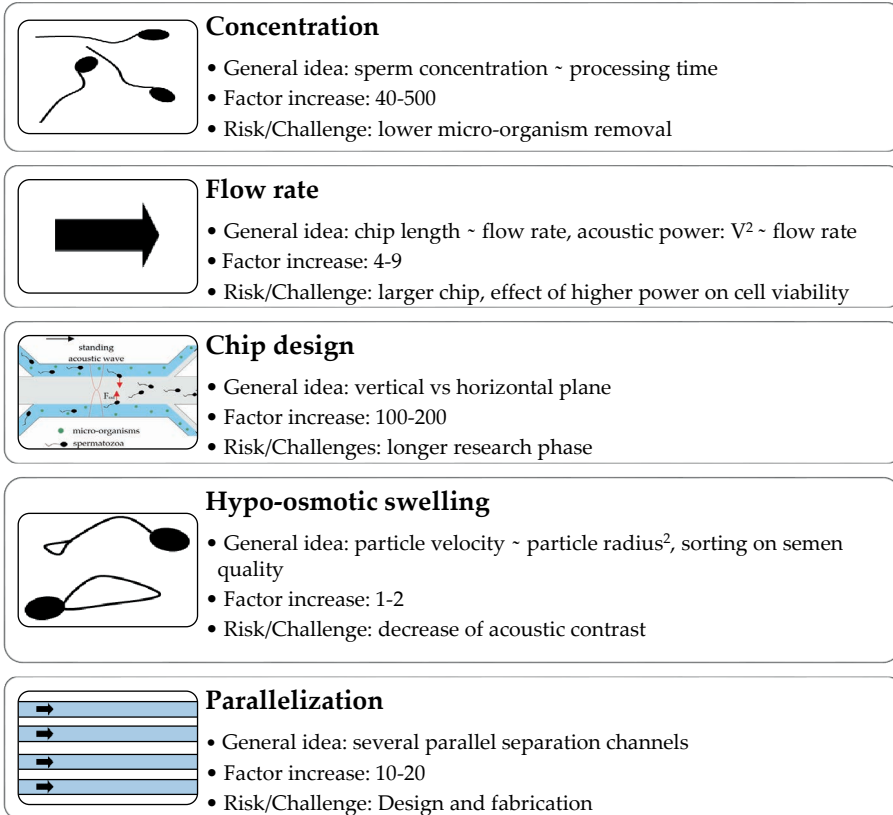 Concentration
• General idea: sperm concentration ~ processing time
• Factor increase: 40-500
• Risk/Challenge: lower micro-organism removal
Flow rate
• General idea: chip length ~ flow rate, acoustic power: V² ~ flow rate
• Factor increase: 4-9
• Risk/Challenge: larger chip, effect of higher power on cell viability
standing
acoustic wave
micro-organisms
spermatozoa
Chip design
• General idea: vertical vs horizontal plane
• Factor increase: 100-200
• Risk/Challenges: longer research phase
Hypo-osmotic swelling
• General idea: particle velocity ~ particle radius², sorting on semen
quality
• Factor increase: 1-2
• Risk/Challenge: decrease of acoustic contrast
Parallelization
• General idea: several parallel separation channels
• Factor increase: 10-20
• Risk/Challenge: Design and fabrication